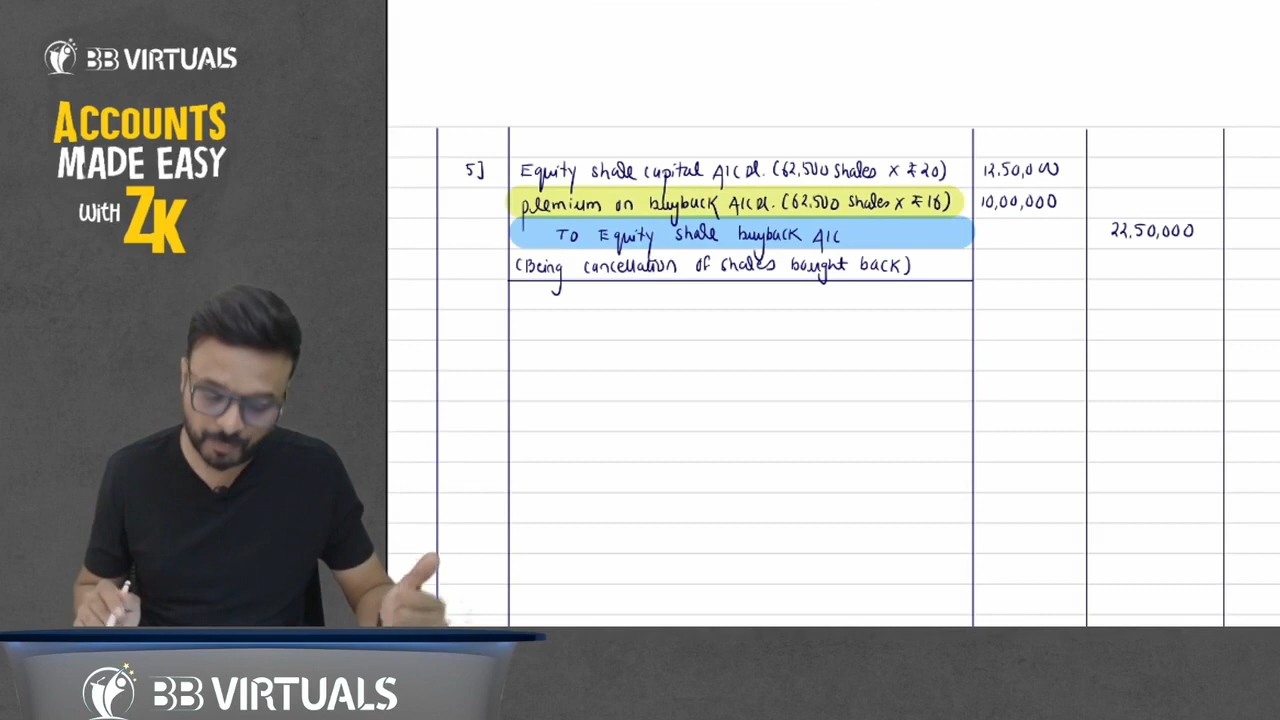 BB VIRTUALS
ACCOUNTS
MADE EASY
WITH ZK
5] Equity share capital A/C Dr. (62,500 shares × ₹20) 12,50,000
premium on buyback A/C Dr. (62,500 shares × ₹16) 10,00,000
To Equity share buyback A/C 22,50,000
(Being cancellation of shares bought back)
BB VIRTUALS